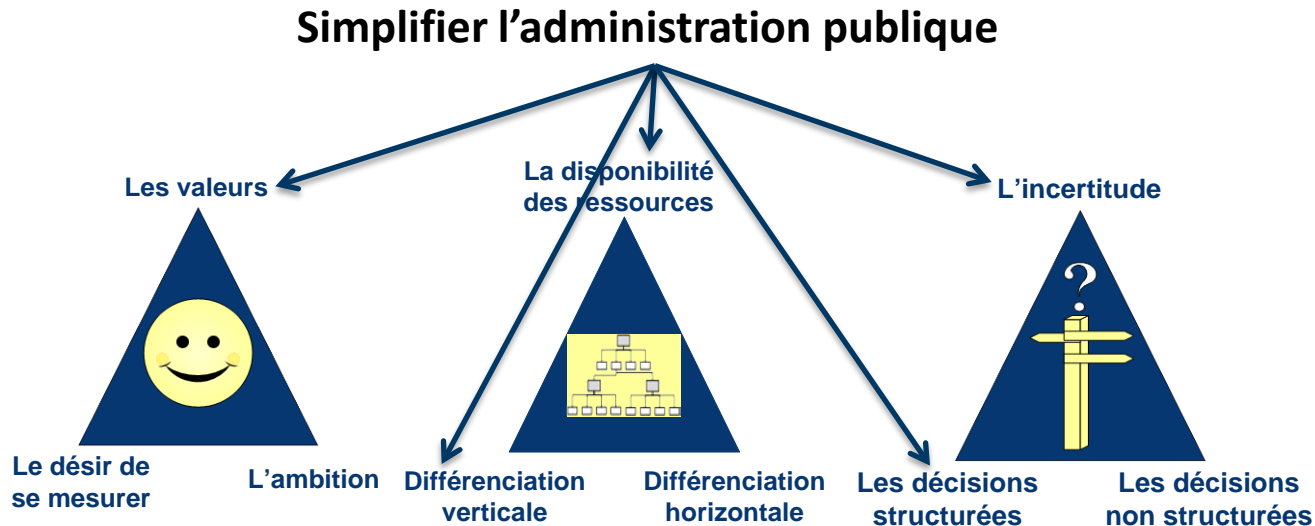 Simplifier l’administration publique
Les valeurs
La disponibilité
des ressources
L’incertitude
?
Le désir de
se mesurer
L’ambition
Différenciation
verticale
Différenciation
horizontale
Les décisions
structurées
Les décisions
non structurées